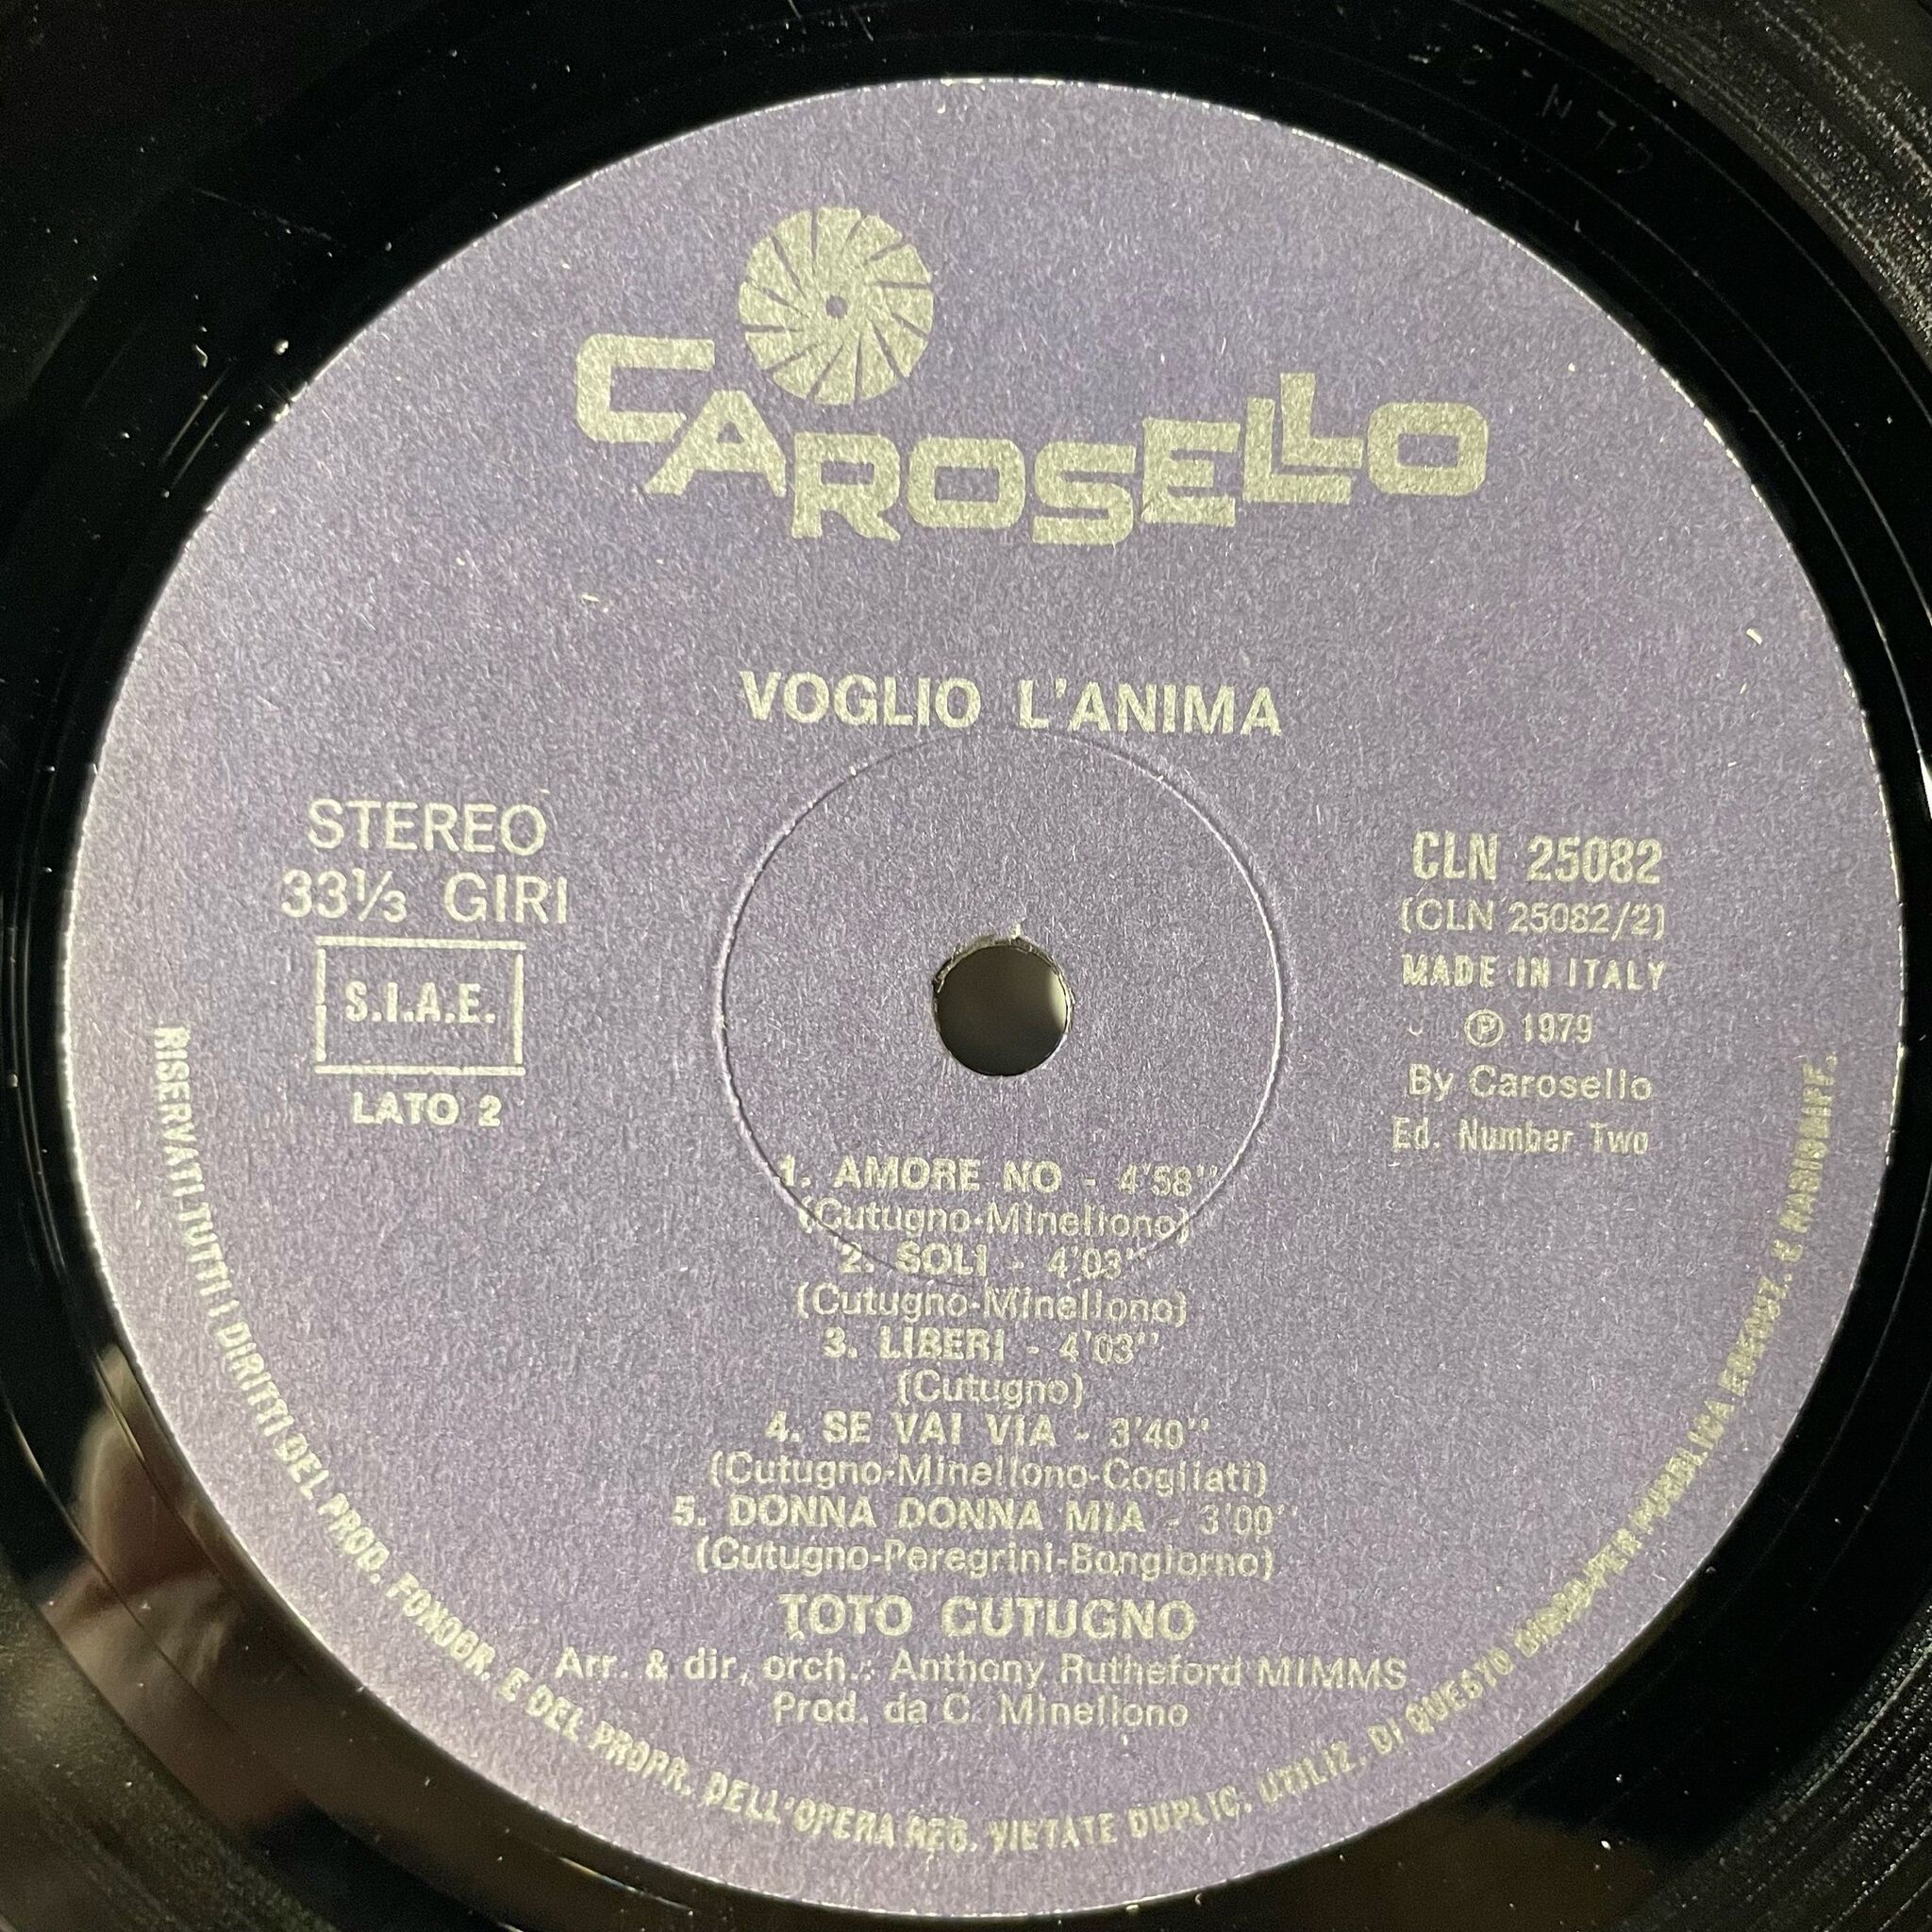 CAROSELLO
VOGLIO L'ANIMA
STEREO
33⅓ GIRI
S.I.A.E.
LATO 2
CLN 25082
(CLN 25082/2)
MADE IN ITALY
℗ 1979
By Carosello
Ed. Number Two
1. AMORE NO - 4'58''
(Cutugno-Minellono)
2. SOLI - 4'03''
(Cutugno-Minellono)
3. LIBERI - 4'03''
(Cutugno)
4. SE VAI VIA - 3'40''
(Cutugno-Minellono-Cogliati)
5. DONNA DONNA MIA - 3'00''
(Cutugno-Peregrini-Bongiorno)
TOTO CUTUGNO
Arr. & dir, orch.: Anthony Rutheford MIMMS
Prod. da C. Minellono
RISERVATI TUTTI I DIRITTI DEL PROD. FONOGR. E DEL PROPR. DELL'OPERA REG. VIETATE DUPLIC. UTILIZ. DI QUESTO DISCO PER PUBBLICA ESECUZ. E RADIODIFF.